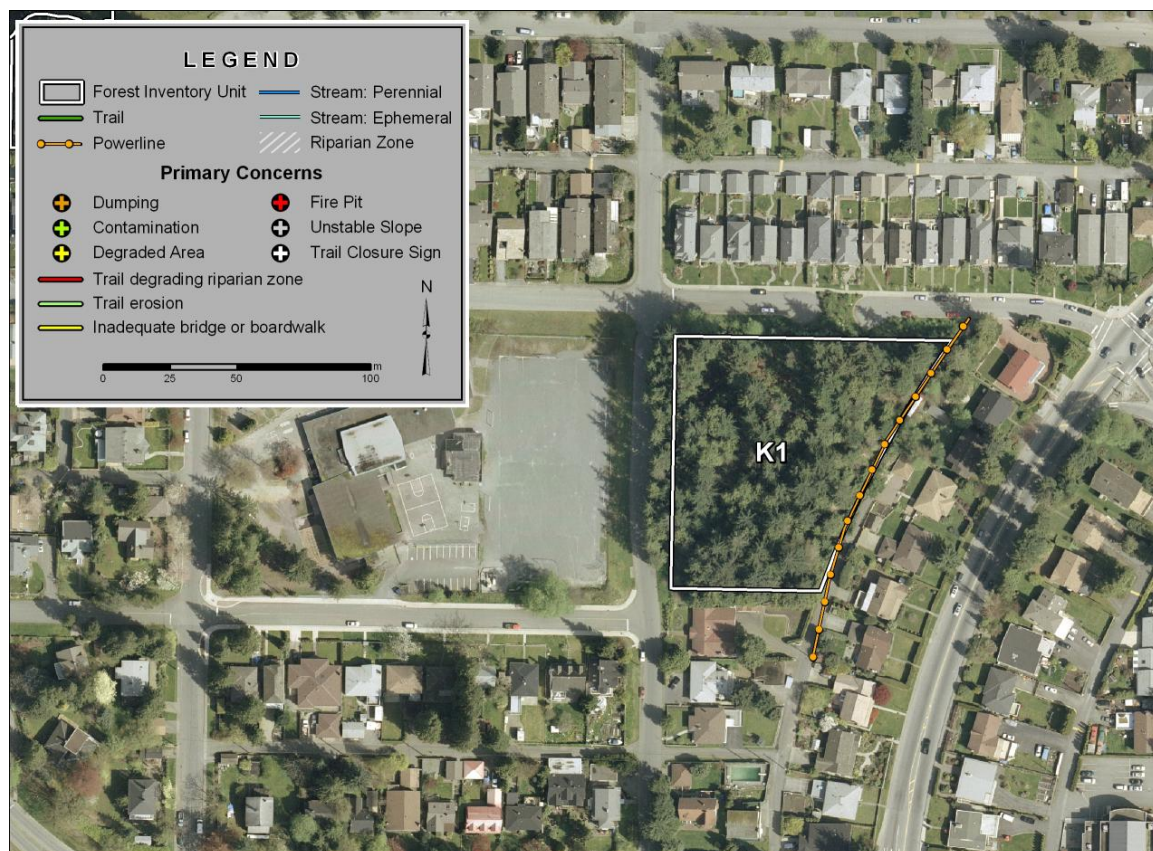 LEGEND
Forest Inventory Unit
Stream: Perennial
Trail
Stream: Ephemeral
Powerline
Riparian Zone
Primary Concerns
Dumping
Fire Pit
Contamination
Unstable Slope
Degraded Area
Trail Closure Sign
Trail degrading riparian zone
Trail erosion
N
Inadequate bridge or boardwalk
m
0 25 50 100
K1